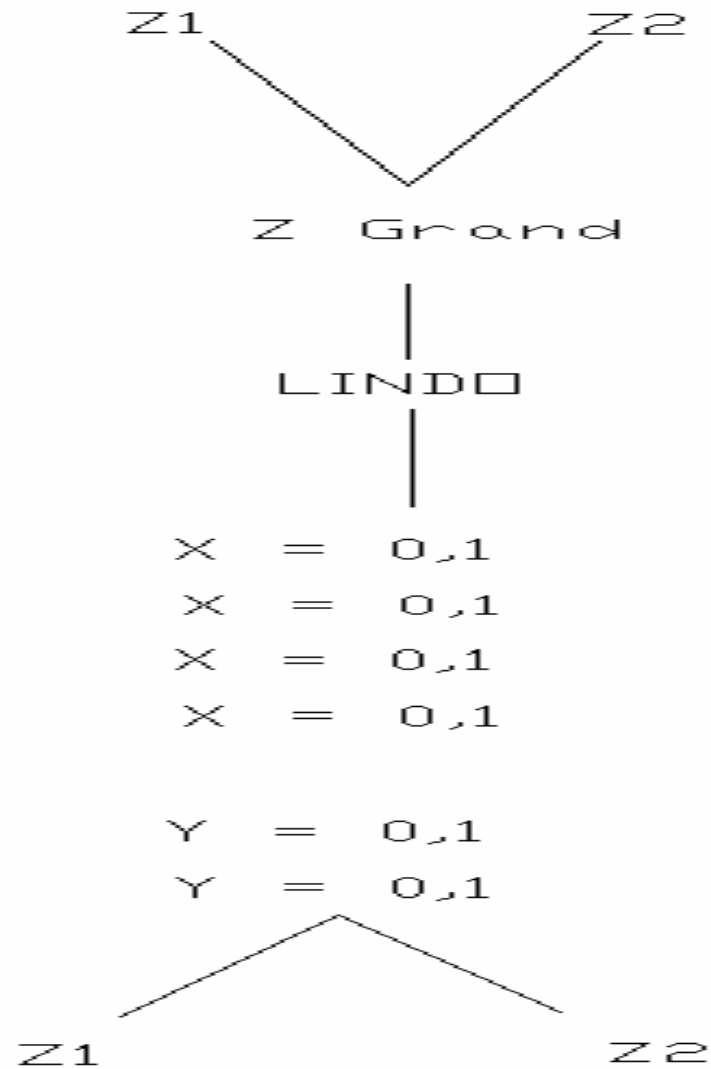 Z1 Z2
Z Grand
LINDO
X = 0,1
X = 0,1
X = 0,1
X = 0,1
Y = 0,1
Y = 0,1
Z1 Z2